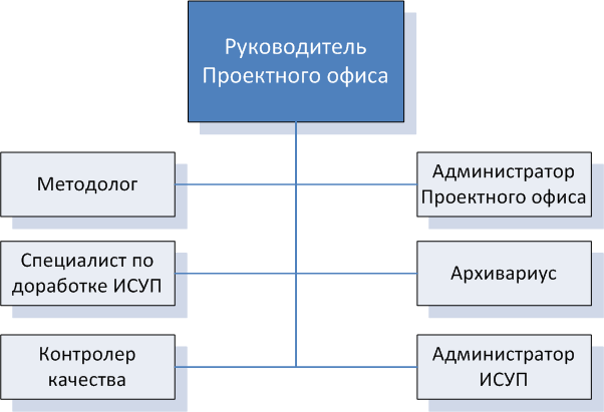 Руководитель
Проектного офиса
Методолог
Администратор
Проектного офиса
Специалист по
доработке ИСУП
Архивариус
Контролер
качества
Администратор
ИСУП